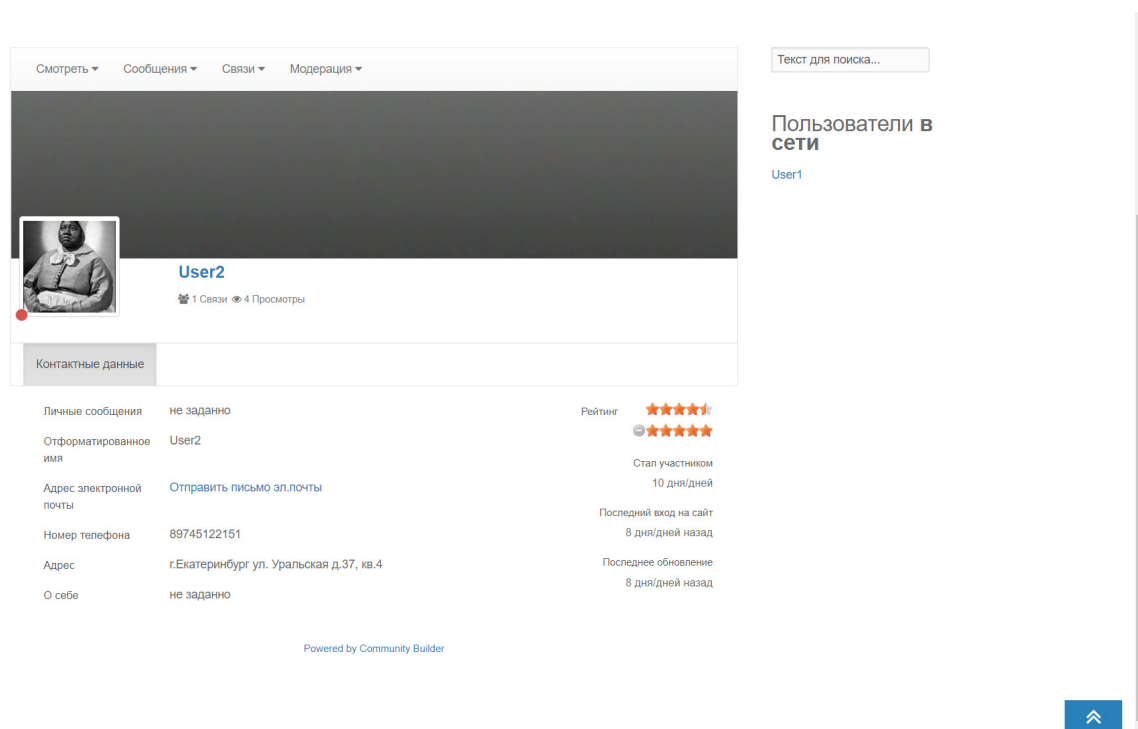 Смотреть Сообщения Связи Модерация
Текст для поиска...
Пользователи в
сети
User1
User2
1 Связи 4 Просмотры
Контактные данные
Личные сообщения не заданно
Отформатированное User2
имя
Адрес электронной Отправить письмо эл.почты
почты
Номер телефона 89745122151
Адрес г.Екатеринбург ул. Уральская д.37, кв.4
О себе не заданно
Рейтинг
Стал участником
10 дня/дней
Последний вход на сайт
8 дня/дней назад
Последнее обновление
8 дня/дней назад
Powered by Community Builder